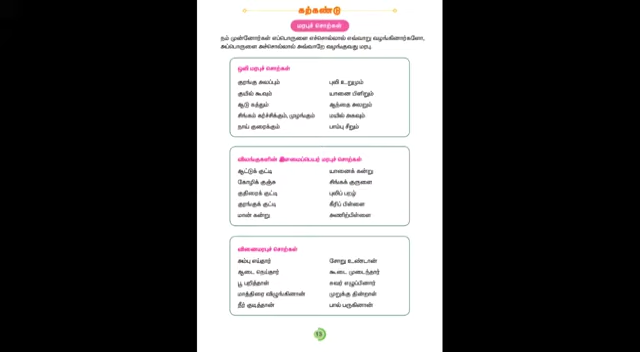 கற்கண்டு
மரபுச் சொற்கள்
நம் முன்னோர்கள் எப்பொருளை எச்சொல்லால் எவ்வாறு வழங்கினார்களோ,
அப்பொருளை அச்சொல்லால் அவ்வாறே வழங்குவது மரபு.
ஒலி மரபுச் சொற்கள்
குரங்கு அலப்பும் புலி உறுமும்
குயில் கூவும் யானை பிளிறும்
ஆடு கத்தும் ஆந்தை அலறும்
சிங்கம் கர்ச்சிக்கும், முழங்கும் மயில் அகவும்
நாய் குரைக்கும் பாம்பு சீறும்
விலங்குகளின் இளமைப்பெயர் மரபுச் சொற்கள்
ஆட்டுக் குட்டி யானைக் கன்று
கோழிக் குஞ்சு சிங்கக் குருளை
குதிரைக் குட்டி புலிப் பறழ்
குரங்குக் குட்டி கீரிப் பிள்ளை
மான் கன்று அணிற்பிள்ளை
வினைமரபுச் சொற்கள்
அம்பு எய்தார் சோறு உண்டான்
ஆடை நெய்தார் கூடை முடைந்தார்
பூ பறித்தாள் சுவர் எழுப்பினார்
மாத்திரை விழுங்கினான் முறுக்கு தின்றாள்
நீர் குடித்தான் பால் பருகினான்
13